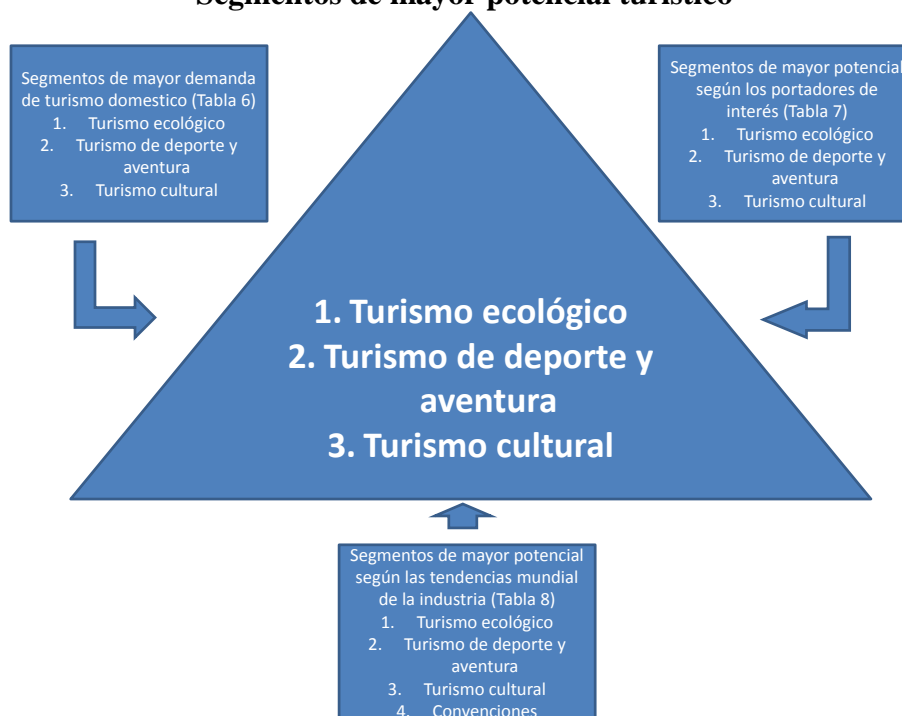 Segmentos de mayor potencial turístico
Segmentos de mayor demanda
de turismo domestico (Tabla 6)
1. Turismo ecológico
2. Turismo de deporte y
aventura
3. Turismo cultural
Segmentos de mayor potencial
según los portadores de
interés (Tabla 7)
1. Turismo ecológico
2. Turismo de deporte y
aventura
3. Turismo cultural
1. Turismo ecológico
2. Turismo de deporte y
aventura
3. Turismo cultural
Segmentos de mayor potencial
según las tendencias mundial
de la industria (Tabla 8)
1. Turismo ecológico
2. Turismo de deporte y
aventura
3. Turismo cultural
4. Convenciones